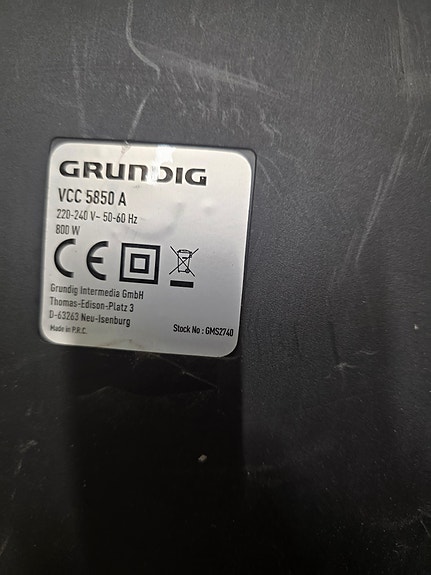 GRUNDIG
VCC 5850 A
220-240 V~ 50-60 Hz
800 W
CE
Grundig Intermedia GmbH
Thomas-Edison-Platz 3
D-63263 Neu-Isenburg
Made in P.R.C. Stock No : GMS2740